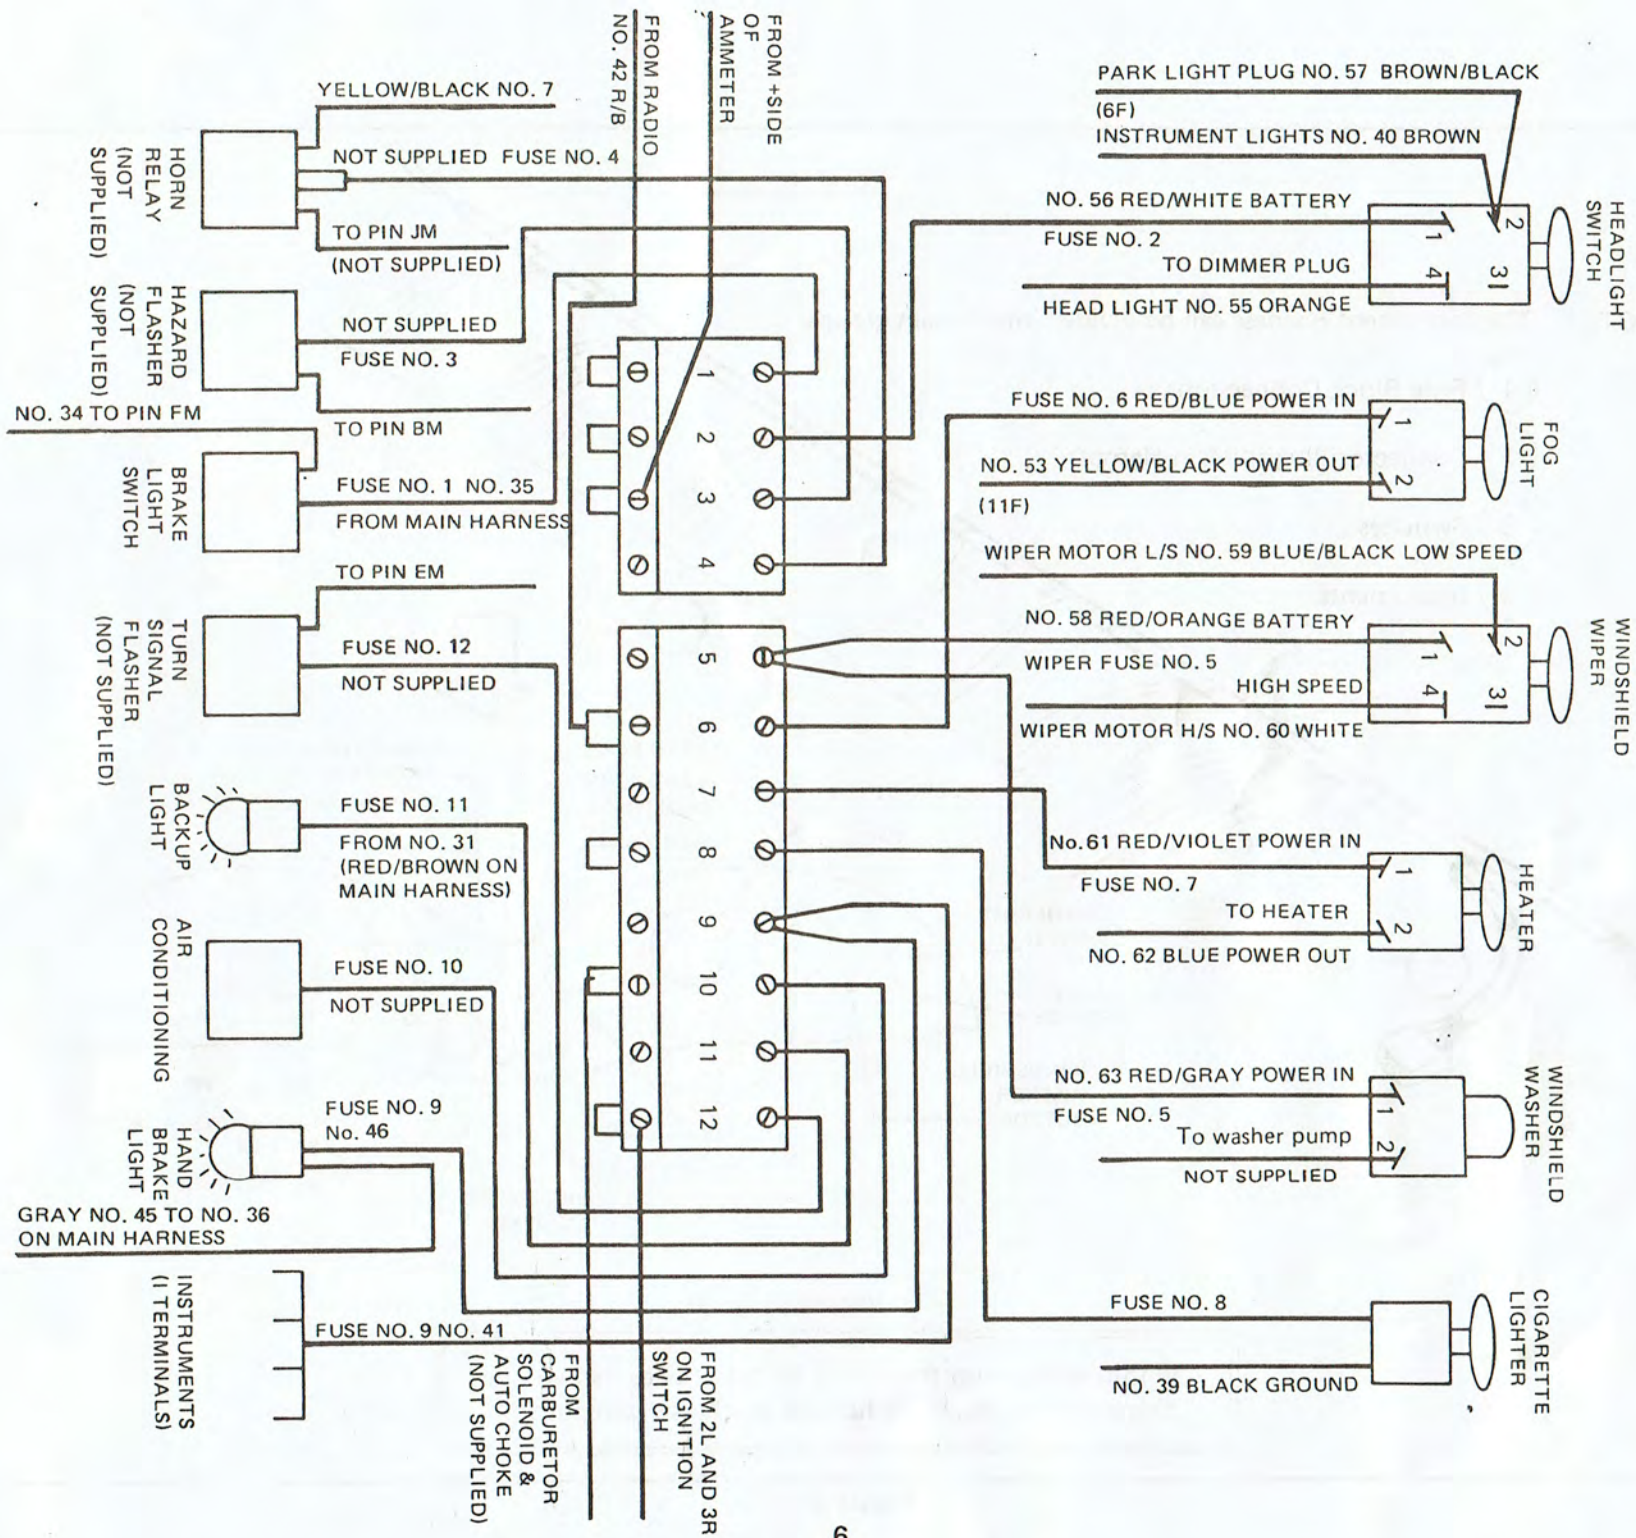 FROM +SIDE
OF
AMMETER
FROM RADIO
NO. 42 R/B
YELLOW/BLACK NO. 7
NOT SUPPLIED FUSE NO. 4
HORN
RELAY
(NOT
SUPPLIED)
TO PIN JM
(NOT SUPPLIED)
HAZARD
FLASHER
(NOT
SUPPLIED)
NOT SUPPLIED
FUSE NO. 3
TO PIN BM
NO. 34 TO PIN FM
BRAKE
LIGHT
SWITCH
FUSE NO. 1 NO. 35
FROM MAIN HARNESS
TO PIN EM
TURN
SIGNAL
FLASHER
(NOT SUPPLIED)
FUSE NO. 12
NOT SUPPLIED
BACKUP
LIGHT
FUSE NO. 11
FROM NO. 31
(RED/BROWN ON
MAIN HARNESS)
AIR
CONDITIONING
FUSE NO. 10
NOT SUPPLIED
HAND
BRAKE
LIGHT
FUSE NO. 9
No. 46
GRAY NO. 45 TO NO. 36
ON MAIN HARNESS
INSTRUMENTS
(I TERMINALS)
FUSE NO. 9 NO. 41
FROM
CARBURETOR
SOLENOID &
AUTO CHOKE
(NOT SUPPLIED)
FROM 2L AND 3R
ON IGNITION
SWITCH
1
2
3
4
5
6
7
8
9
10
11
12
PARK LIGHT PLUG NO. 57 BROWN/BLACK
(6F)
INSTRUMENT LIGHTS NO. 40 BROWN
NO. 56 RED/WHITE BATTERY
FUSE NO. 2
TO DIMMER PLUG
HEAD LIGHT NO. 55 ORANGE
2
1
3
4
HEADLIGHT
SWITCH
FUSE NO. 6 RED/BLUE POWER IN
NO. 53 YELLOW/BLACK POWER OUT
(11F)
1
2
FOG
LIGHT
WIPER MOTOR L/S NO. 59 BLUE/BLACK LOW SPEED
NO. 58 RED/ORANGE BATTERY
WIPER FUSE NO. 5
HIGH SPEED
WIPER MOTOR H/S NO. 60 WHITE
2
1
3
4
WINDSHIELD
WIPER
No. 61 RED/VIOLET POWER IN
FUSE NO. 7
TO HEATER
NO. 62 BLUE POWER OUT
1
2
HEATER
NO. 63 RED/GRAY POWER IN
FUSE NO. 5
To washer pump
NOT SUPPLIED
1
2
WINDSHIELD
WASHER
FUSE NO. 8
NO. 39 BLACK GROUND
CIGARETTE
LIGHTER
6